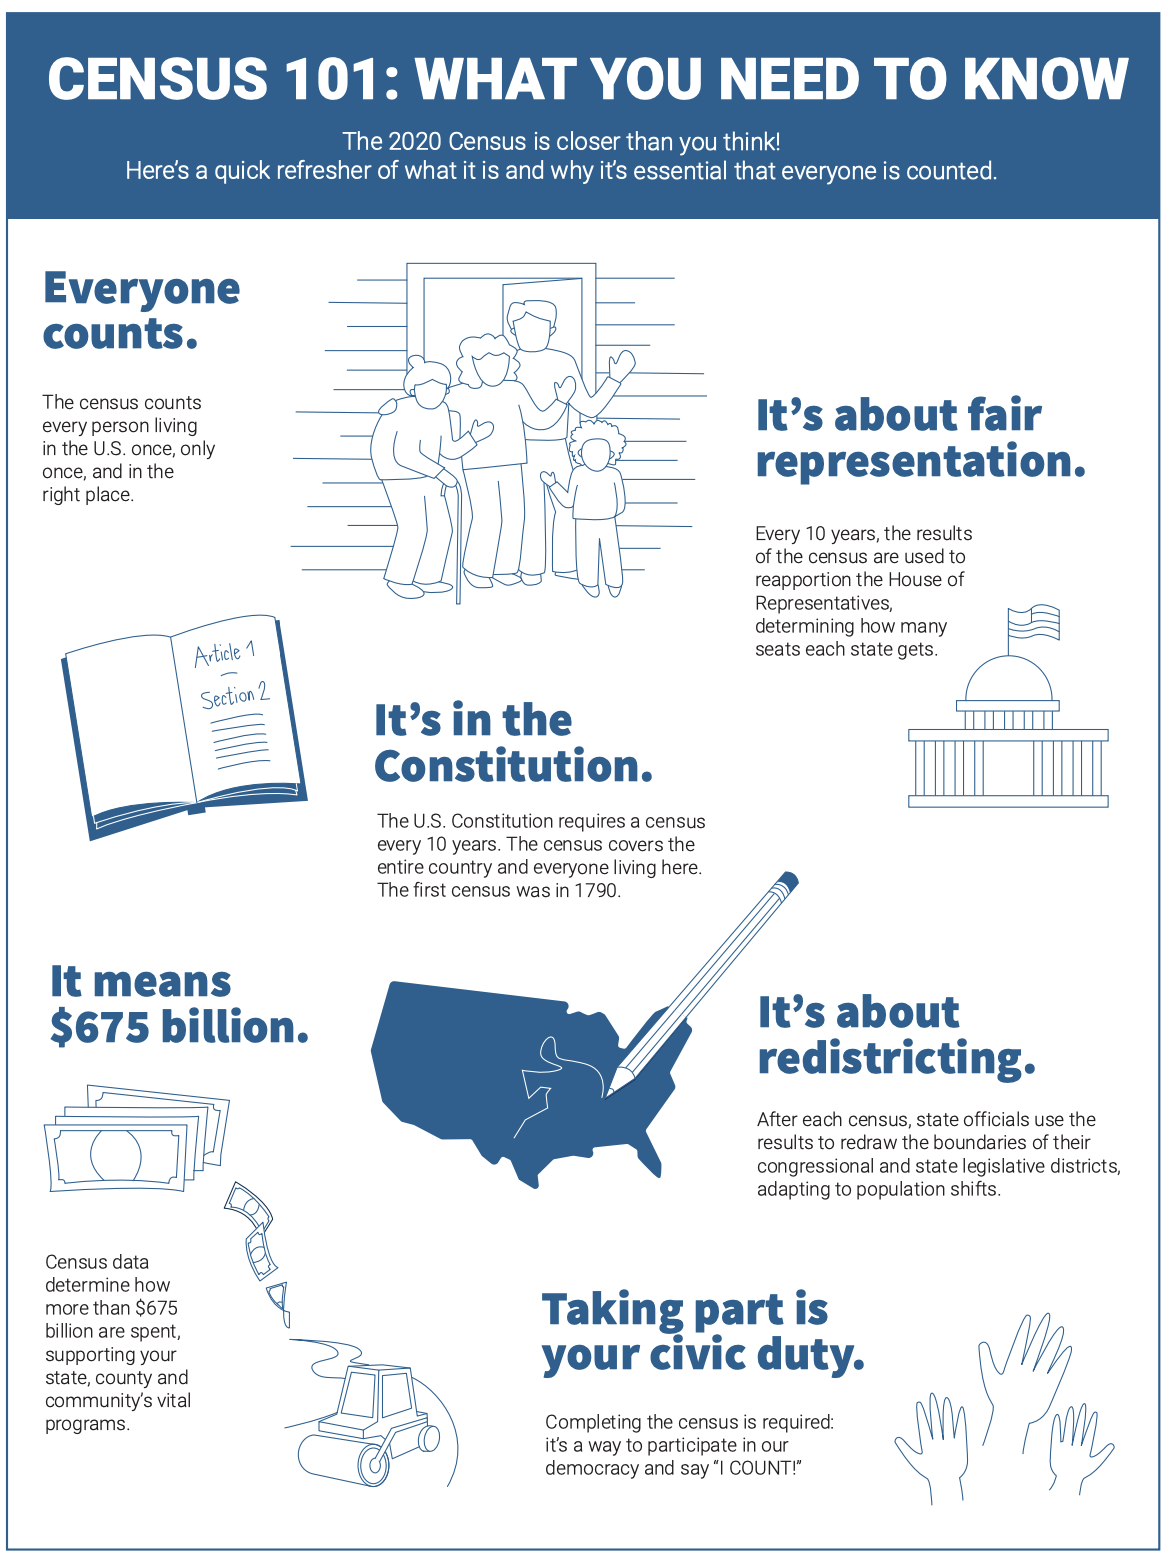 CENSUS 101: WHAT YOU NEED TO KNOW
The 2020 Census is closer than you think!
Here’s a quick refresher of what it is and why it’s essential that everyone is counted.
Everyone
counts.
The census counts
every person living
in the U.S. once, only
once, and in the
right place.
It’s about fair
representation.
Every 10 years, the results
of the census are used to
reapportion the House of
Representatives,
determining how many
seats each state gets.
Article 1
—
Section 2
It’s in the
Constitution.
The U.S. Constitution requires a census
every 10 years. The census covers the
entire country and everyone living here.
The first census was in 1790.
It means
$675 billion.
Census data
determine how
more than $675
billion are spent,
supporting your
state, county and
community’s vital
programs.
It’s about
redistricting.
After each census, state officials use the
results to redraw the boundaries of their
congressional and state legislative districts,
adapting to population shifts.
Taking part is
your civic duty.
Completing the census is required:
it’s a way to participate in our
democracy and say “I COUNT!”